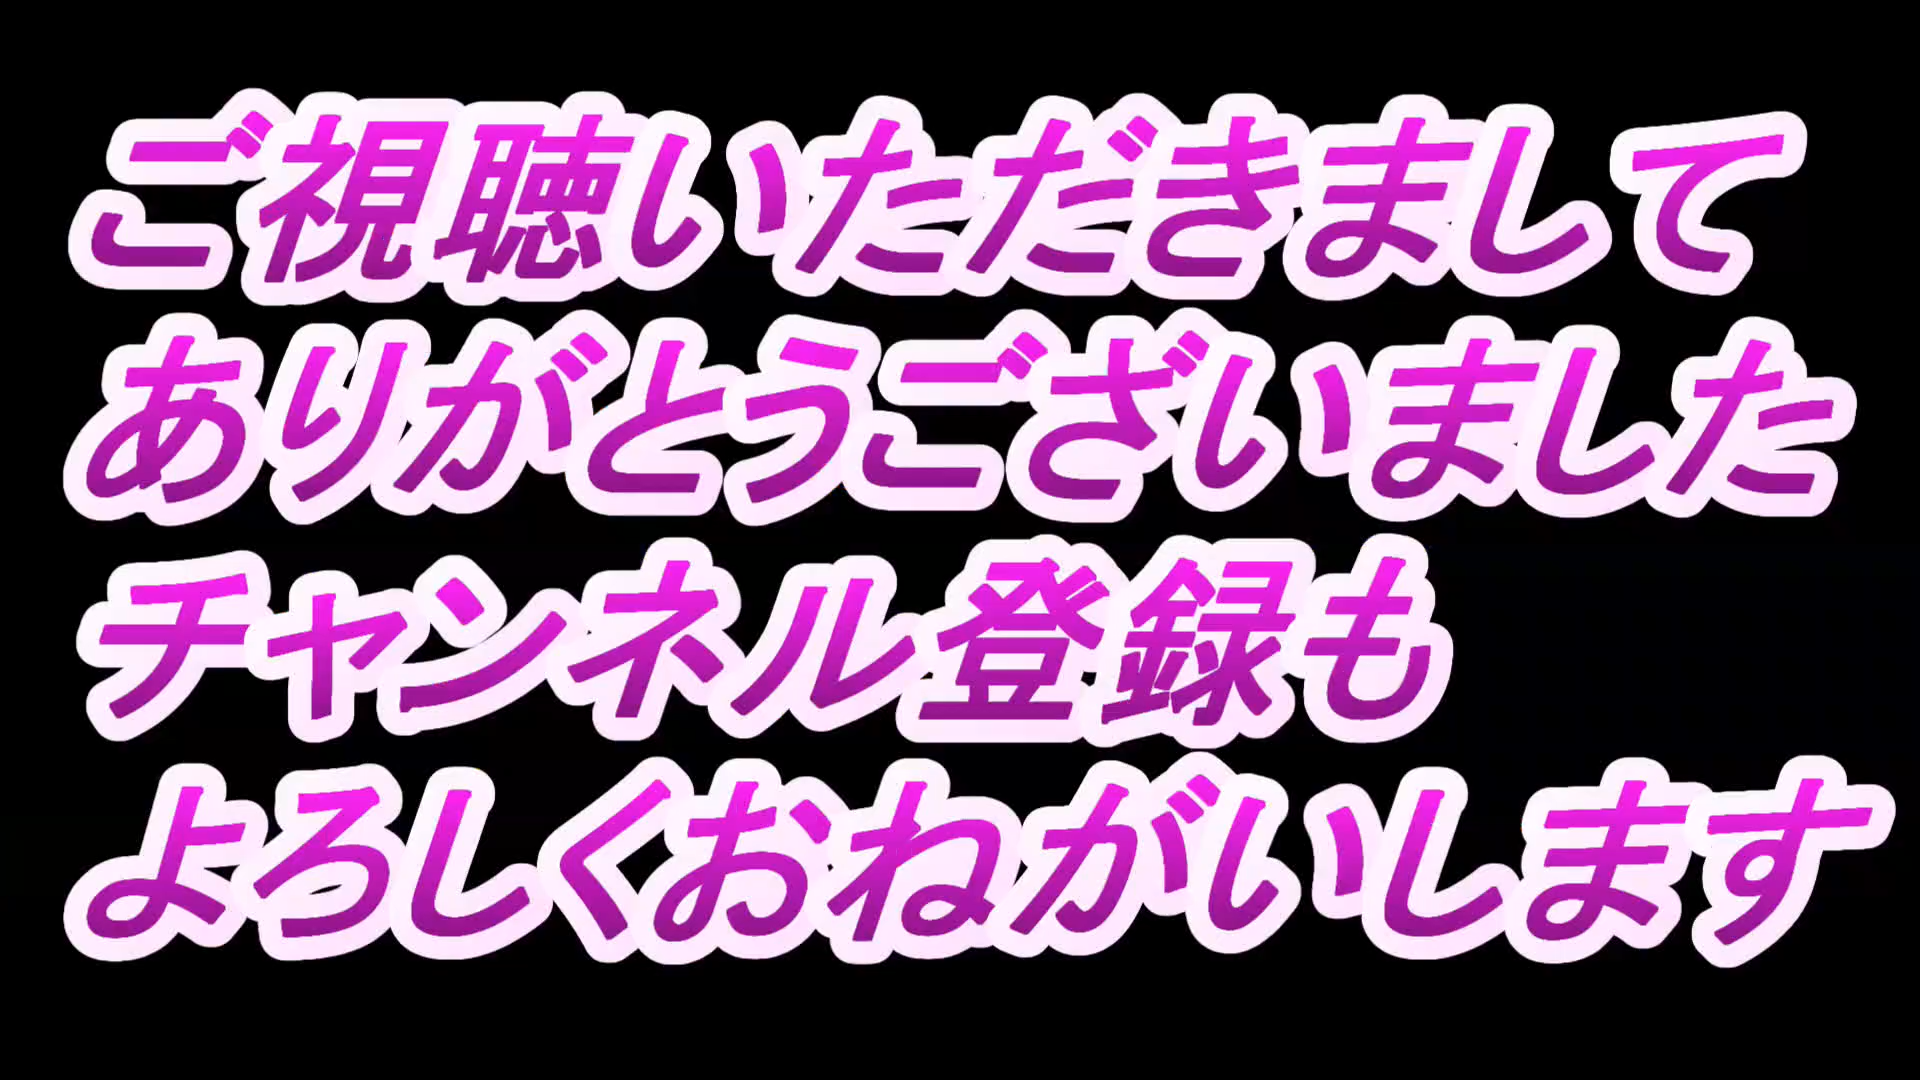 ご視聴いただきまして
ありがとうございました
チャンネル登録も
よろしくおねがいします